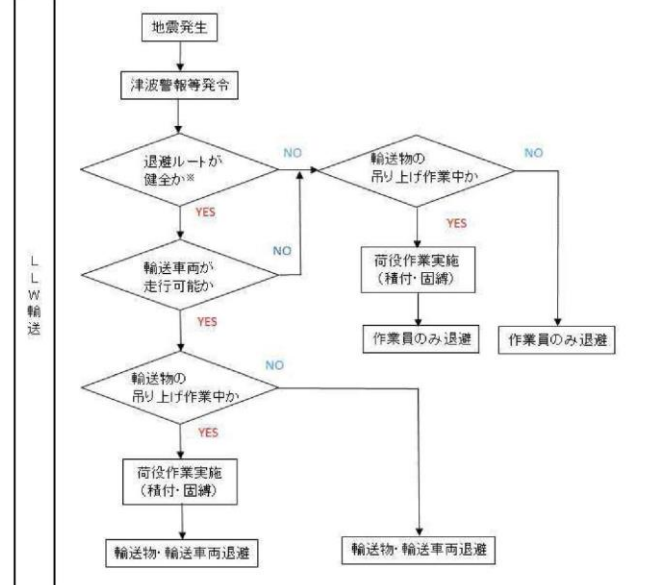 LLW輸送
地震発生
津波警報等発令
退避ルートが
健全か※
NO
輸送物の
吊り上げ作業中か
NO
YES
YES
輸送車両が
走行可能か
NO
荷役作業実施
(積付・固縛)
YES
作業員のみ退避
作業員のみ退避
輸送物の
吊り上げ作業中か
NO
YES
荷役作業実施
(積付・固縛)
輸送物・輸送車両退避
輸送物・輸送車両退避